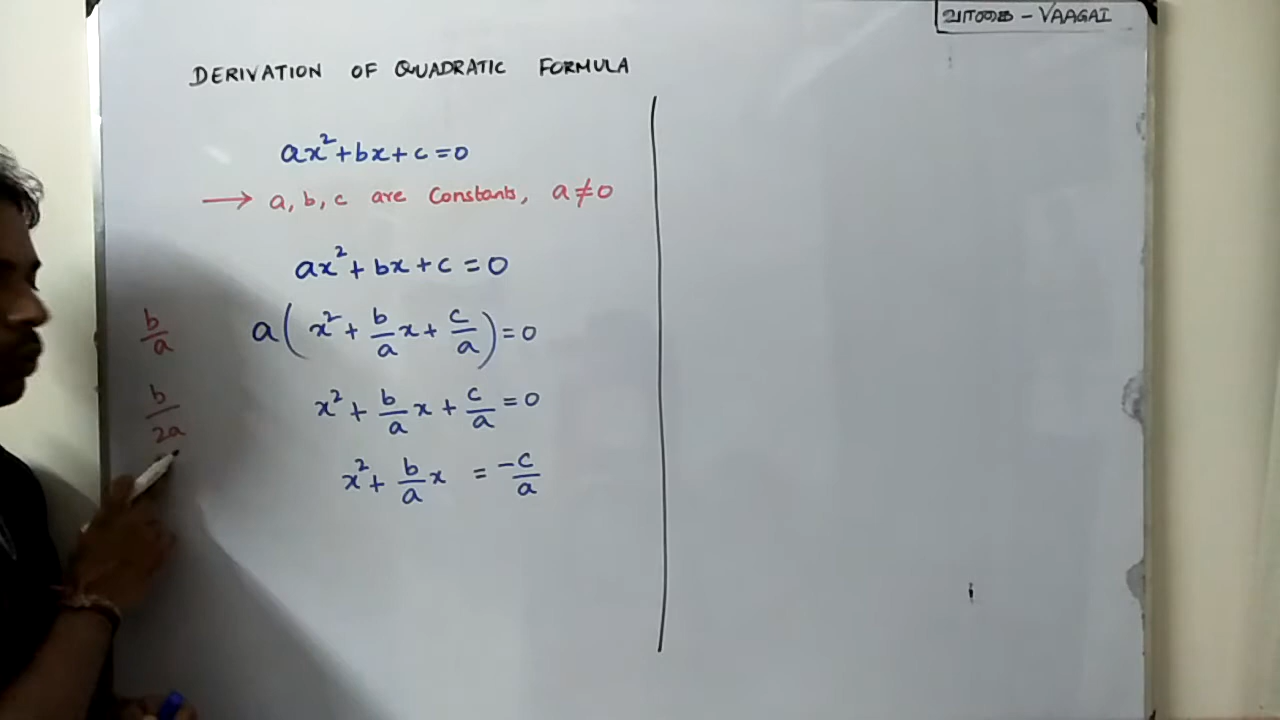 வாகை - VAAGAI
DERIVATION OF QUADRATIC FORMULA
ax²+bx+c=0
→ a, b, c are Constants, a≠0
ax²+bx+c=0
a(x²+b/a x+c/a)=0
b/a
x²+b/a x+c/a=0
b/2a
x²+b/a x = -c/a